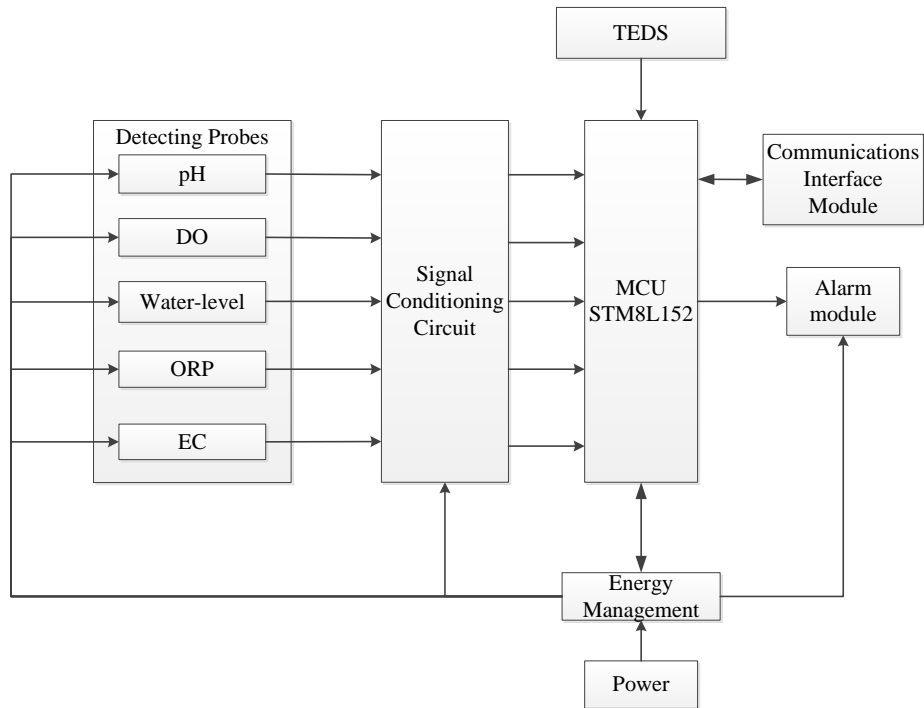 TEDS
Detecting Probes
pH
DO
Water-level
ORP
EC
Signal
Conditioning
Circuit
MCU
STM8L152
Communications
Interface
Module
Alarm
module
Energy
Management
Power